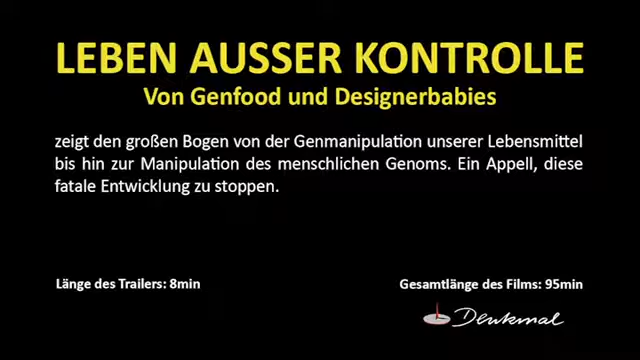 LEBEN AUSSER KONTROLLE
Von Genfood und Designerbabies
zeigt den großen Bogen von der Genmanipulation unserer Lebensmittel
bis hin zur Manipulation des menschlichen Genoms. Ein Appell, diese
fatale Entwicklung zu stoppen.
Länge des Trailers: 8min
Gesamtlänge des Films: 95min
Denkmal